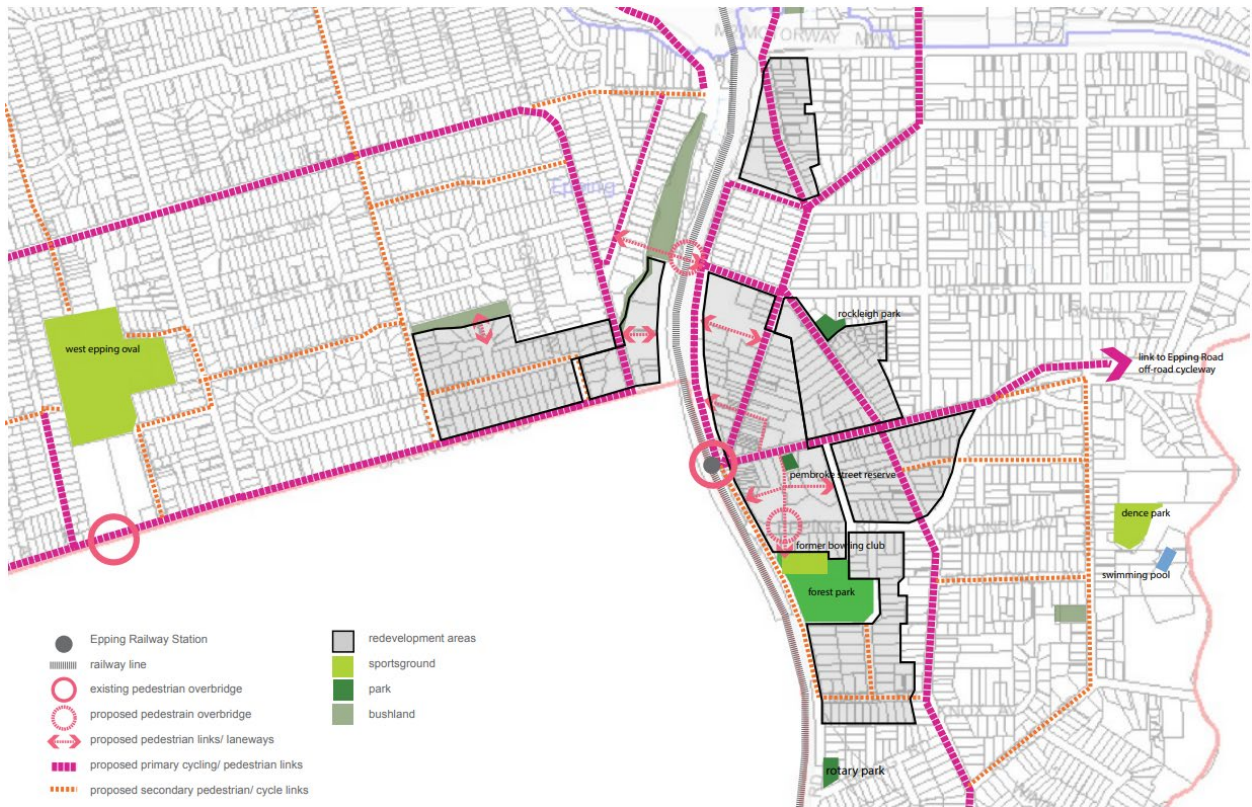 Epping
west epping oval
rockleigh park
link to Epping Road
off-road cycleway
pembroke street reserve
dence park
former bowling club
swimming pool
forest park
rotary park
Epping Railway Station
railway line
existing pedestrian overbridge
proposed pedestrain overbridge
proposed pedestrian links/ laneways
proposed primary cycling/ pedestrian links
proposed secondary pedestrian/ cycle links
redevelopment areas
sportsground
park
bushland